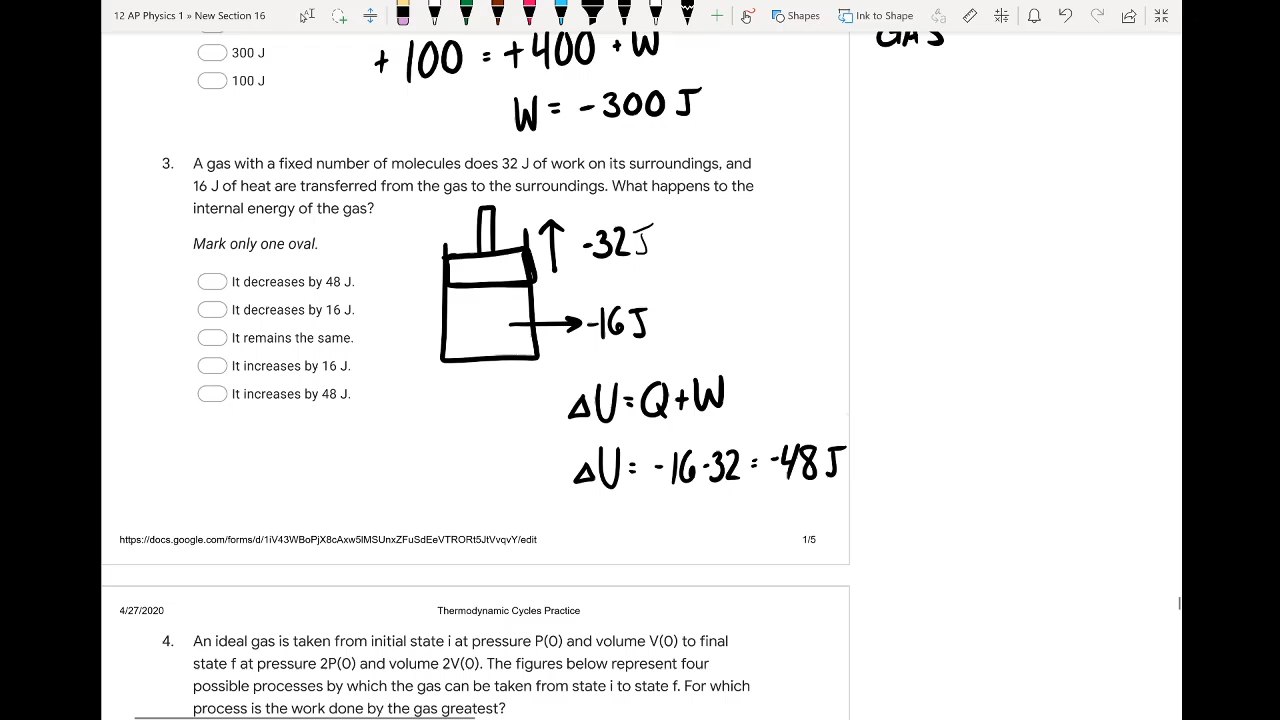 12 AP Physics 1 » New Section 16
Shapes
Ink to Shape
GAS
300 J
+ 100 = +400 + W
100 J
W = -300 J
3. A gas with a fixed number of molecules does 32 J of work on its surroundings, and
16 J of heat are transferred from the gas to the surroundings. What happens to the
internal energy of the gas?
Mark only one oval.
-32J
It decreases by 48 J.
It decreases by 16 J.
-16J
It remains the same.
It increases by 16 J.
It increases by 48 J.
ΔU = Q+W
ΔU = -16-32 = -48 J
https://docs.google.com/forms/d/1iV43WBoPjX8cAxw5lMSUnxZFuSdEeVTRORt5JtVvqvY/edit
1/5
4/27/2020
Thermodynamic Cycles Practice
4. An ideal gas is taken from initial state i at pressure P(0) and volume V(0) to final
state f at pressure 2P(0) and volume 2V(0). The figures below represent four
possible processes by which the gas can be taken from state i to state f. For which
process is the work done by the gas greatest?